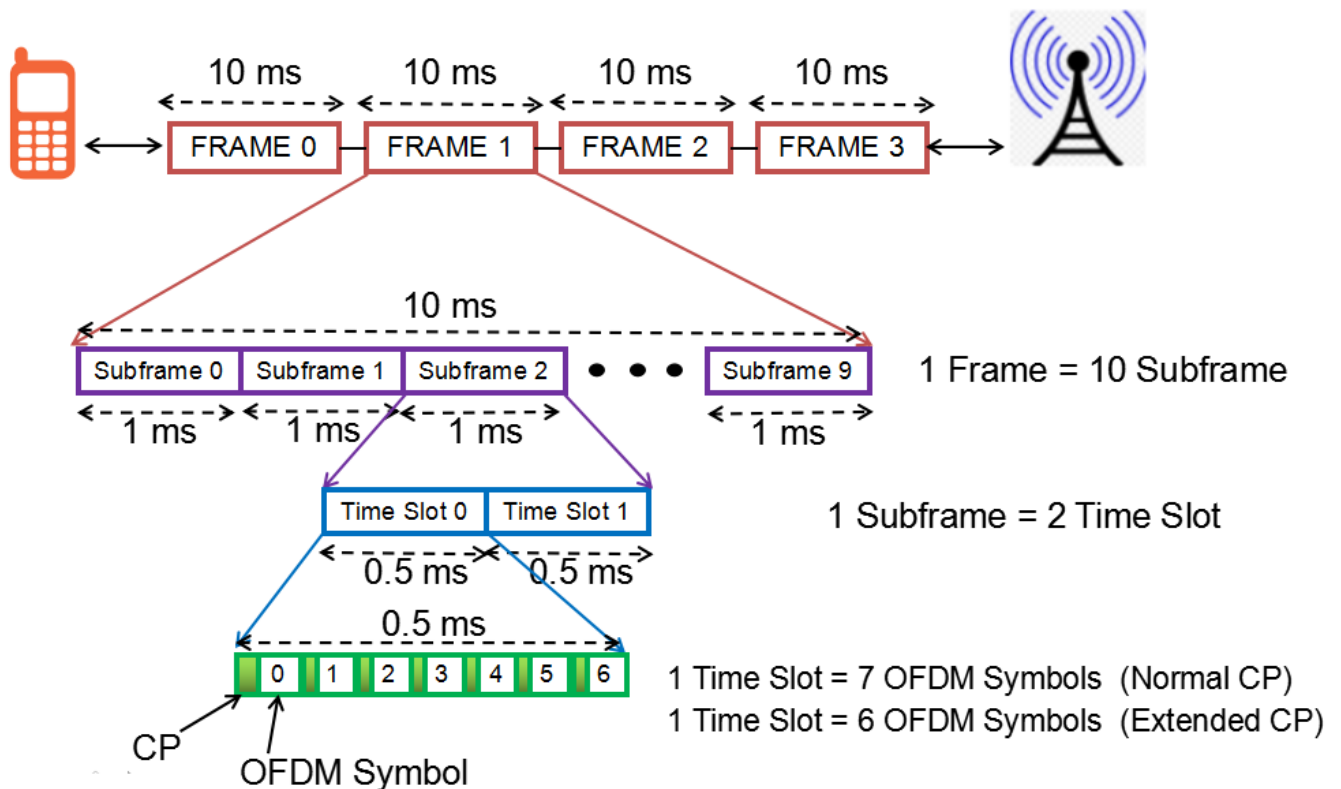 10 ms 10 ms 10 ms 10 ms
FRAME 0 FRAME 1 FRAME 2 FRAME 3
10 ms
Subframe 0 Subframe 1 Subframe 2 Subframe 9 1 Frame = 10 Subframe
1 ms 1 ms 1 ms 1 ms
Time Slot 0 Time Slot 1 1 Subframe = 2 Time Slot
0.5 ms 0.5 ms
0.5 ms
0 1 2 3 4 5 6 1 Time Slot = 7 OFDM Symbols (Normal CP)
1 Time Slot = 6 OFDM Symbols (Extended CP)
CP
OFDM Symbol